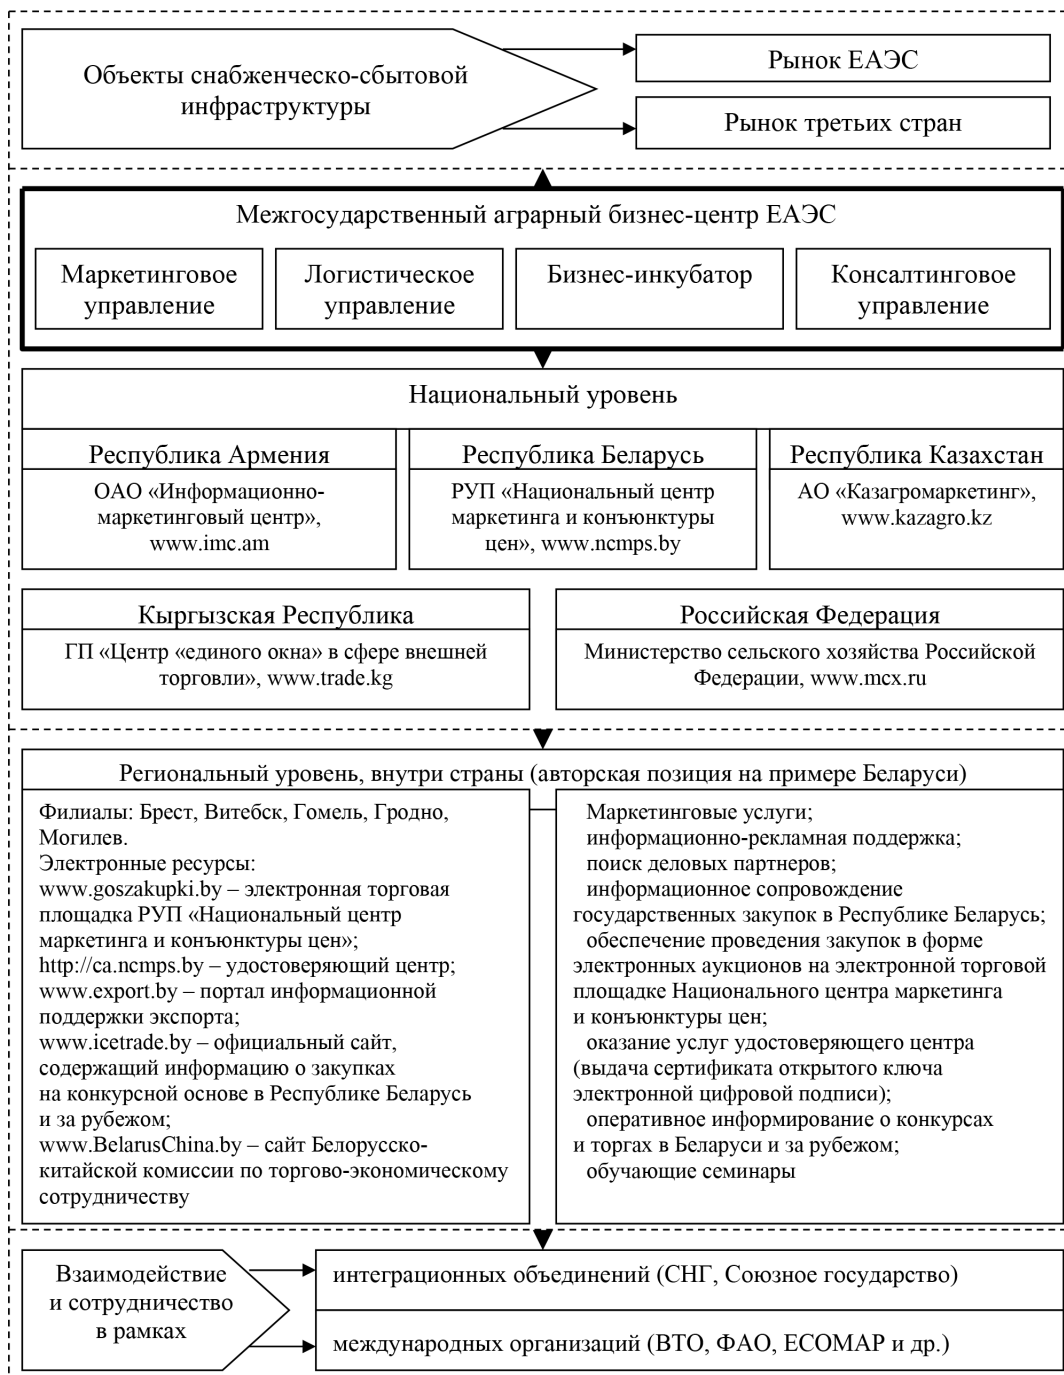 Объекты снабженческо-сбытовой
инфраструктуры
Рынок ЕАЭС
Рынок третьих стран
Межгосударственный аграрный бизнес-центр ЕАЭС
Маркетинговое
управление
Логистическое
управление
Бизнес-инкубатор
Консалтинговое
управление
Национальный уровень
Республика Армения
ОАО «Информационно-
маркетинговый центр»,
www.imc.am
Республика Беларусь
РУП «Национальный центр
маркетинга и конъюнктуры
цен», www.ncmps.by
Республика Казахстан
АО «Казагромаркетинг»,
www.kazagro.kz
Кыргызская Республика
ГП «Центр «единого окна» в сфере внешней
торговли», www.trade.kg
Российская Федерация
Министерство сельского хозяйства Российской
Федерации, www.mcx.ru
Региональный уровень, внутри страны (авторская позиция на примере Беларуси)
Филиалы: Брест, Витебск, Гомель, Гродно,
Могилев.
Электронные ресурсы:
www.goszakupki.by – электронная торговая
площадка РУП «Национальный центр
маркетинга и конъюнктуры цен»;
http://ca.ncmps.by – удостоверяющий центр;
www.export.by – портал информационной
поддержки экспорта;
www.icetrade.by – официальный сайт,
содержащий информацию о закупках
на конкурсной основе в Республике Беларусь
и за рубежом;
www.BelarusChina.by – сайт Белорусско-
китайской комиссии по торгово-экономическому
сотрудничеству
Маркетинговые услуги;
информационно-рекламная поддержка;
поиск деловых партнеров;
информационное сопровождение
государственных закупок в Республике Беларусь;
обеспечение проведения закупок в форме
электронных аукционов на электронной торговой
площадке Национального центра маркетинга
и конъюнктуры цен;
оказание услуг удостоверяющего центра
(выдача сертификата открытого ключа
электронной цифровой подписи);
оперативное информирование о конкурсах
и торгах в Беларуси и за рубежом;
обучающие семинары
Взаимодействие
и сотрудничество
в рамках
интеграционных объединений (СНГ, Союзное государство)
международных организаций (ВТО, ФАО, ЕСОМАР и др.)